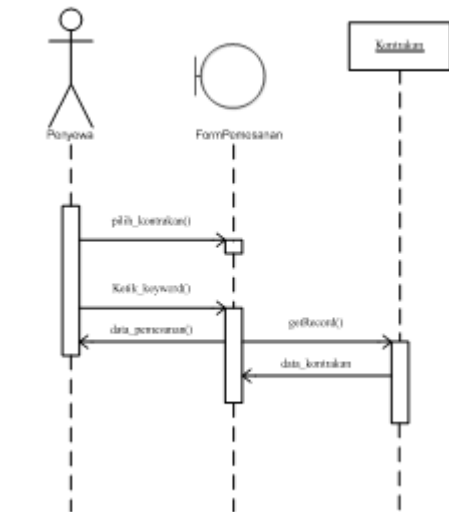 Kontrakan
Penyewa
FormPemesanan
pilih_kontrakan()
Ketik_keyword()
data_pemesanan()
getRecord()
data_kontrakan